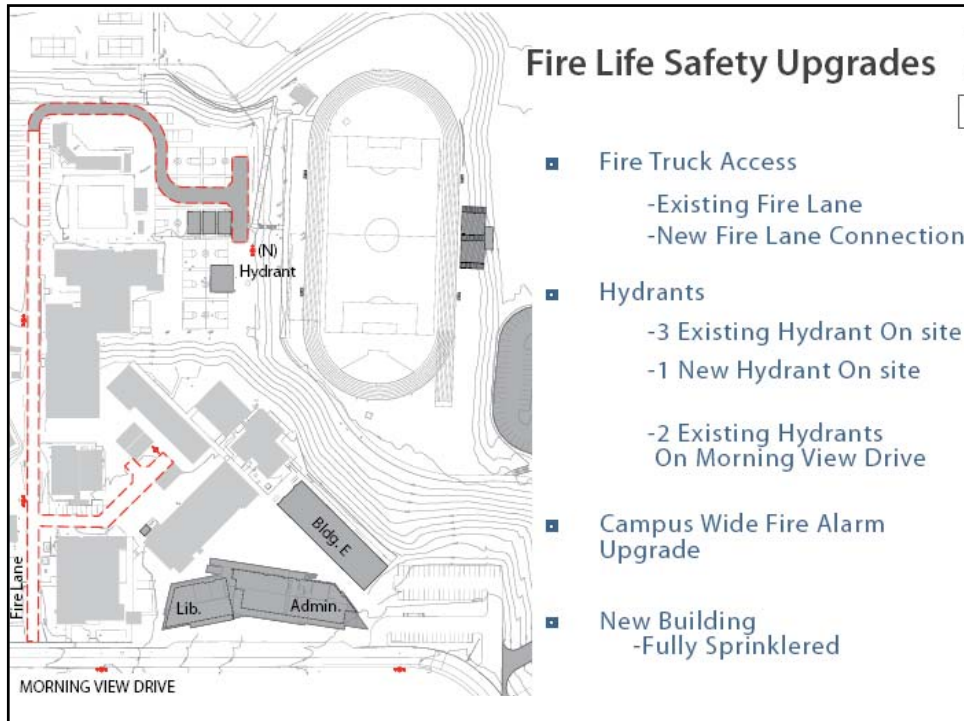 Fire Life Safety Upgrades
Fire Truck Access
-Existing Fire Lane
-New Fire Lane Connection
Hydrants
-3 Existing Hydrant On site
-1 New Hydrant On site
-2 Existing Hydrants
On Morning View Drive
Campus Wide Fire Alarm
Upgrade
New Building
-Fully Sprinklered
(N)
Hydrant
Bldg. E
Lib.
Admin.
Fire Lane
MORNING VIEW DRIVE